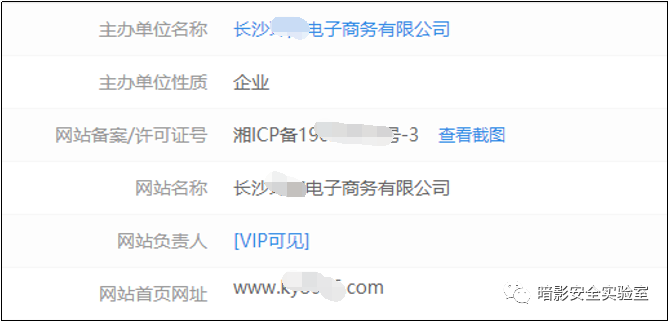 主办单位名称 长沙 电子商务有限公司
主办单位性质 企业
网站备案/许可证号 湘ICP备19 号-3 查看截图
网站名称 长沙 电子商务有限公司
网站负责人 [VIP可见]
网站首页网址 www.ky .com
暗影安全实验室